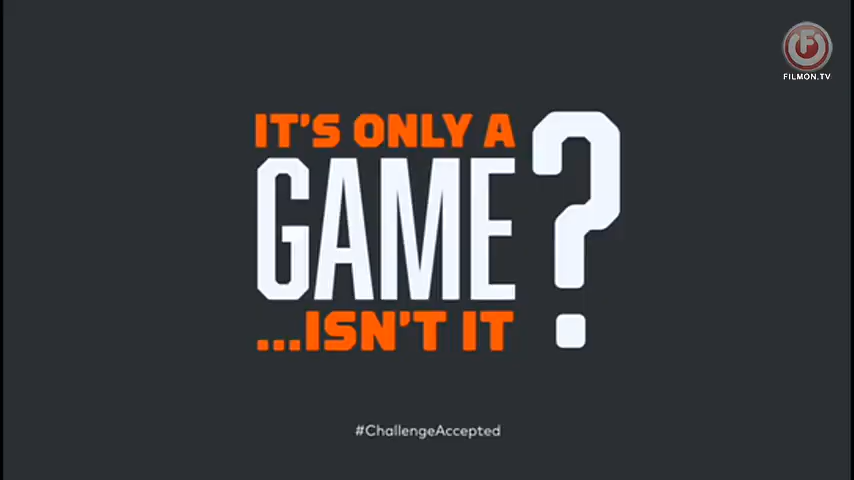 FILMON.TV
IT'S ONLY A
GAME?
...ISN'T IT
#ChallengeAccepted